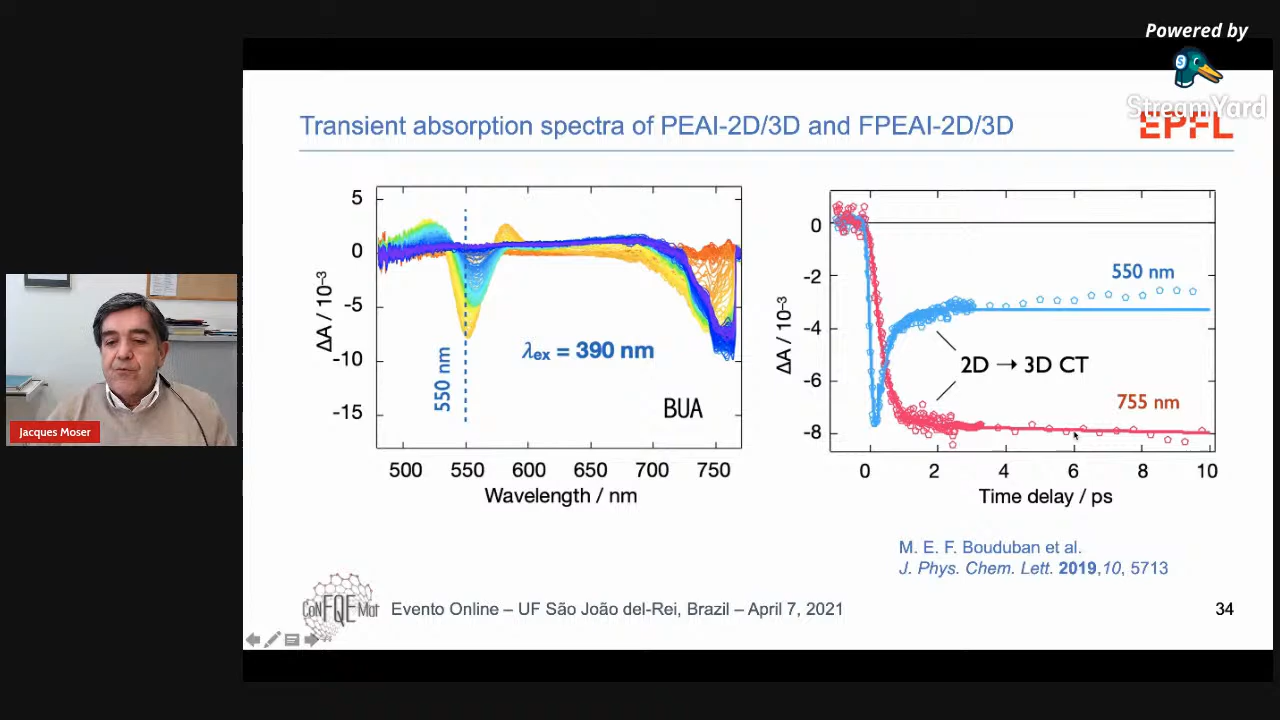 Powered by
StreamYard
Transient absorption spectra of PEAI-2D/3D and FPEAI-2D/3D
EPFL
5
0
-5
-10
-15
ΔA / 10⁻³
550 nm
λex = 390 nm
BUA
500 550 600 650 700 750
Wavelength / nm
0
-2
-4
-6
-8
ΔA / 10⁻³
550 nm
2D → 3D CT
755 nm
0 2 4 6 8 10
Time delay / ps
Jacques Moser
M. E. F. Bouduban et al.
J. Phys. Chem. Lett. 2019,10, 5713
CoNFQEMat
Evento Online – UF São João del-Rei, Brazil – April 7, 2021
34